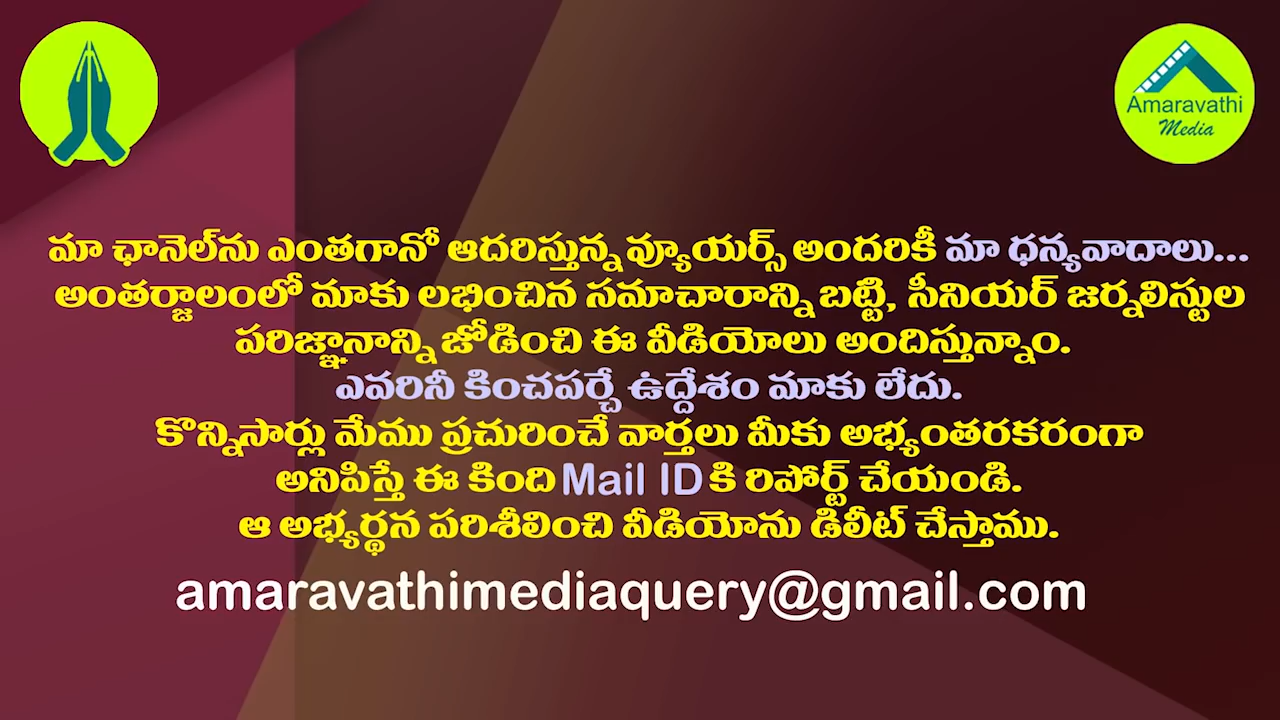 Amaravathi
Media
మా ఛానెల్‌ను ఎంతగానో ఆదరిస్తున్న వ్యూయర్స్ అందరికీ మా ధన్యవాదాలు...
అంతర్జాలంలో మాకు లభించిన సమాచారాన్ని బట్టి, సీనియర్ జర్నలిస్టుల
పరిజ్ఞానాన్ని జోడించి ఈ వీడియోలు అందిస్తున్నాం.
ఎవరినీ కించపర్చే ఉద్దేశం మాకు లేదు.
కొన్నిసార్లు మేము ప్రచురించే వార్తలు మీకు అభ్యంతరకరంగా
అనిపిస్తే ఈ కింది Mail ID కి రిపోర్ట్ చేయండి.
ఆ అభ్యర్థన పరిశీలించి వీడియోను డిలీట్ చేస్తాము.
amaravathimediaquery@gmail.com